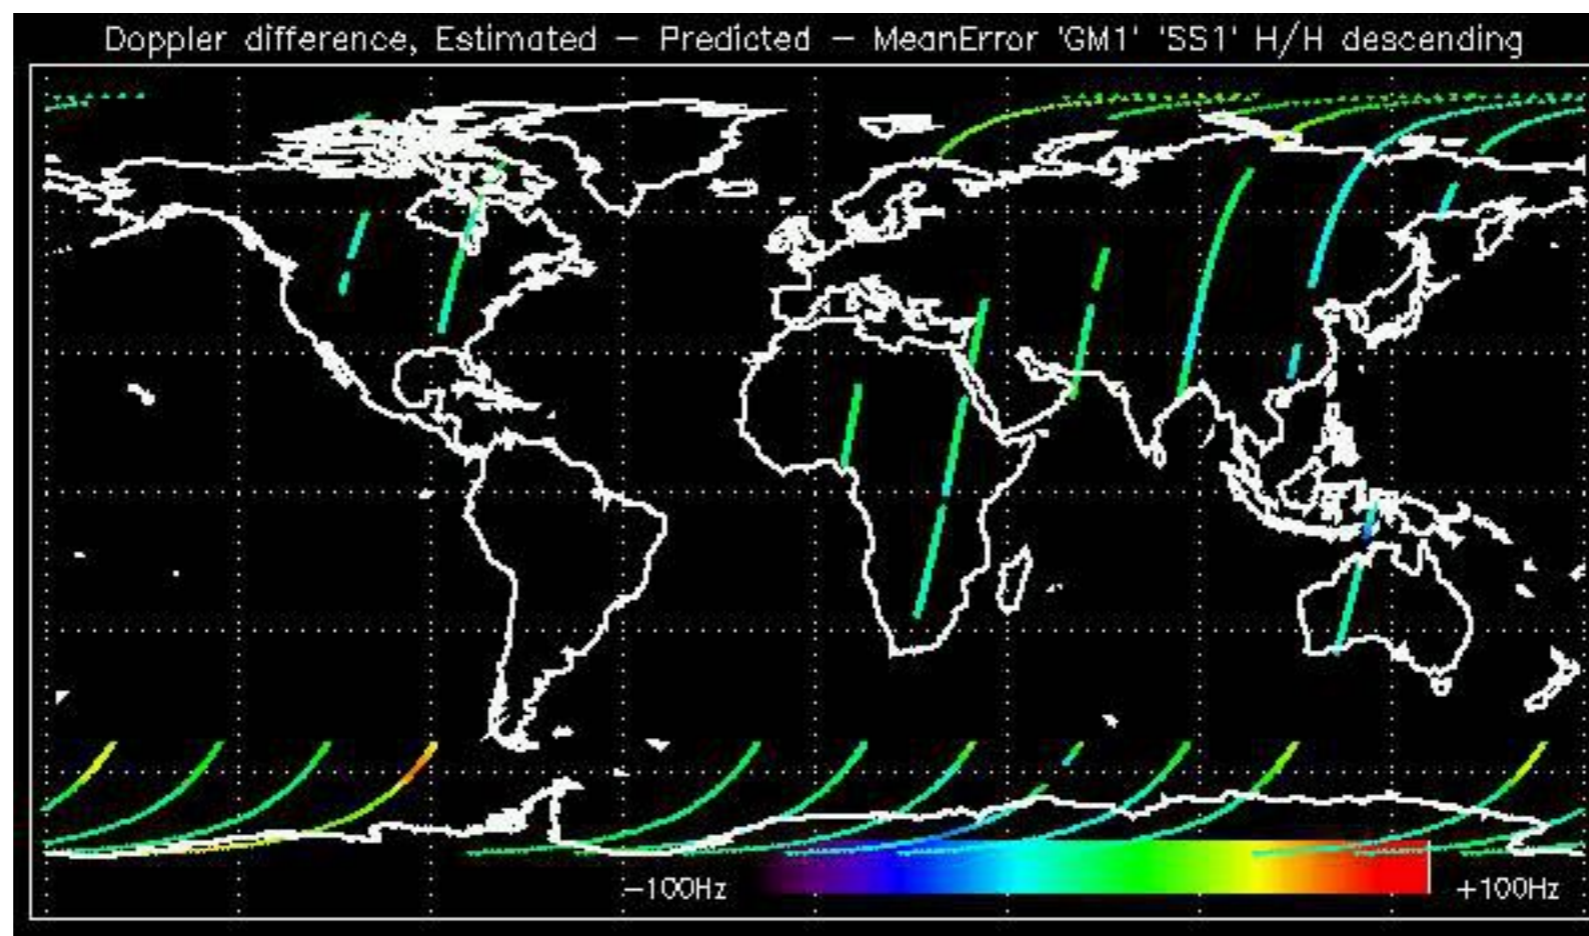 Doppler difference, Estimated – Predicted – MeanError 'GM1' 'SS1' H/H descending
–100Hz +100Hz